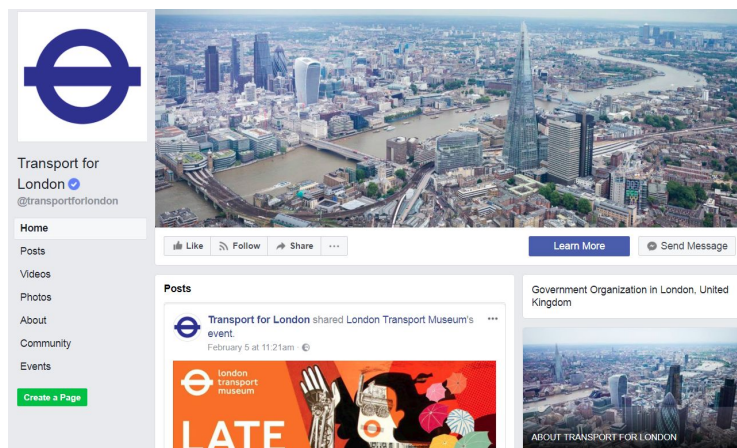 Transport for
London
@transportforlondon
Home
Posts
Videos
Photos
About
Community
Events
Create a Page
Like Follow Share ...
Learn More Send Message
Posts
Transport for London shared London Transport Museum's
event.
February 5 at 11:21am ·
london
transport
museum
LATE
Government Organization in London, United
Kingdom
ABOUT TRANSPORT FOR LONDON